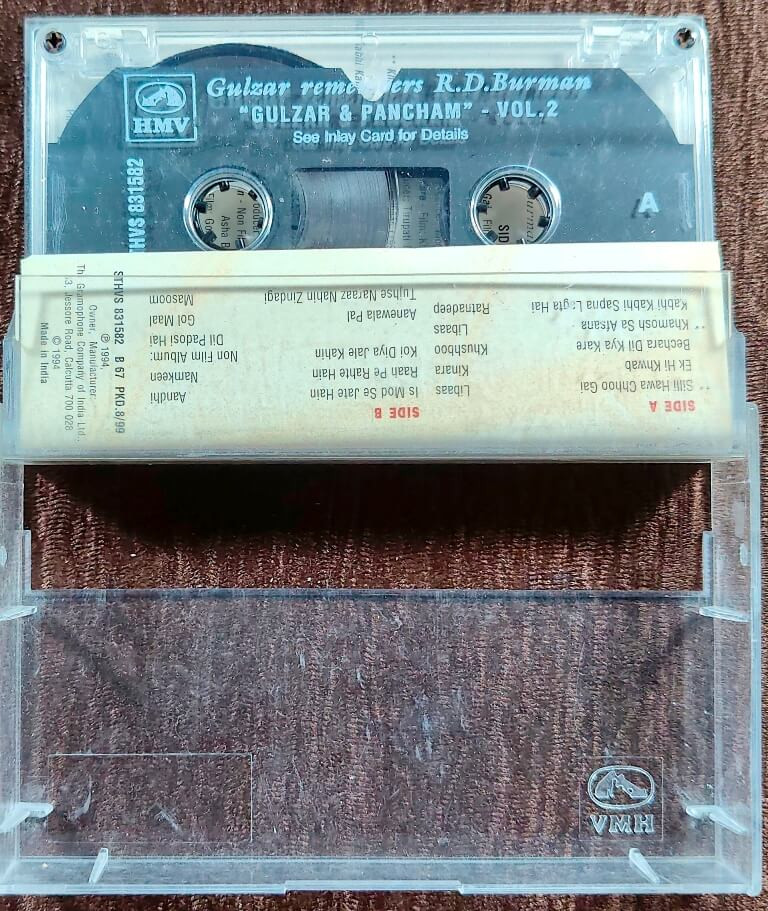 HMV
Gulzar remembers R.D.Burman
"GULZAR & PANCHAM" - VOL.2
See Inlay Card for Details
STHVS 831582
A
SIDE A
** Silli Hawa Chhoo Gai Libaas
Ek Hi Khwab Kinara
Bechara Dil Kya Kare Khushboo
** Khamosh Sa Afsana Libaas
Kabhi Kabhi Sapna Lagta Hai Ratnadeep
SIDE B
Is Mod Se Jate Hain Aandhi
Raah Pe Rahte Hain Namkeen
Koi Diya Jale Kahin Non Film Album:
Dil Padosi Hai
Aanewala Pal Gol Maal
Tujhse Naraaz Nahin Zindagi Masoom
STHVS 831582 B 67 PKD.8/99
℗ 1994,
Owner, Manufacturer:
Gramophone Company of India Ltd.,
Jessore Road, Calcutta 700 028
© 1994
Made in India
HMV